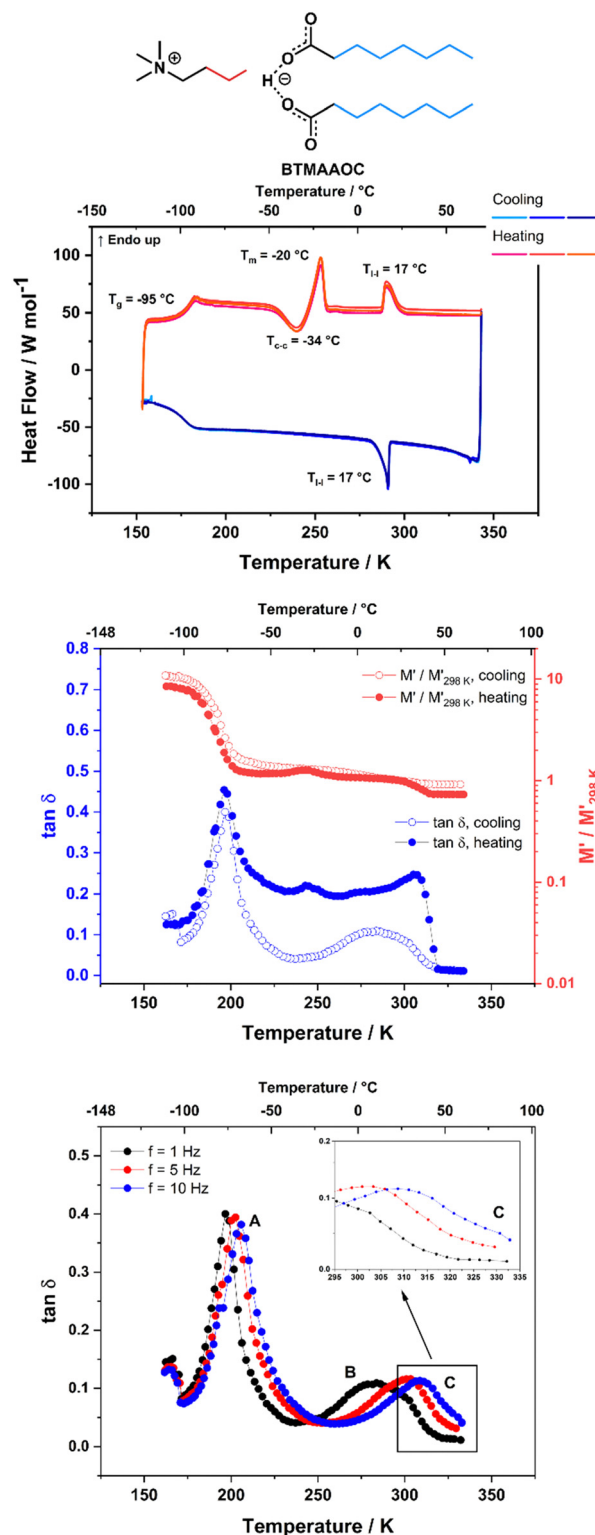 O
O
N
⊕
H
⊖
O
O
BTMAAOC
Temperature / °C
-150 -100 -50 0 50
Cooling
Heating
↑ Endo up
100
50
0
-50
-100
Heat Flow / W mol⁻¹
Tm = -20 °C
Tl-l = 17 °C
Tg = -95 °C
Tc-c = -34 °C
Tl-l = 17 °C
150 200 250 300 350
Temperature / K
Temperature / °C
-148 -100 -50 0 50 100
0.8
0.7
0.6
0.5
0.4
0.3
0.2
0.1
0.0
tan δ
M' / M'298 K, cooling
M' / M'298 K, heating
tan δ, cooling
tan δ, heating
10
1
0.1
0.01
M' / M'298 K
150 200 250 300 350
Temperature / K
Temperature / °C
-148 -100 -50 0 50 100
0.5
0.4
0.3
0.2
0.1
0.0
tan δ
f = 1 Hz
f = 5 Hz
f = 10 Hz
A
B
C
0.2
0.1
0.0
C
295 300 305 310 315 320 325 330 335
150 200 250 300 350
Temperature / K